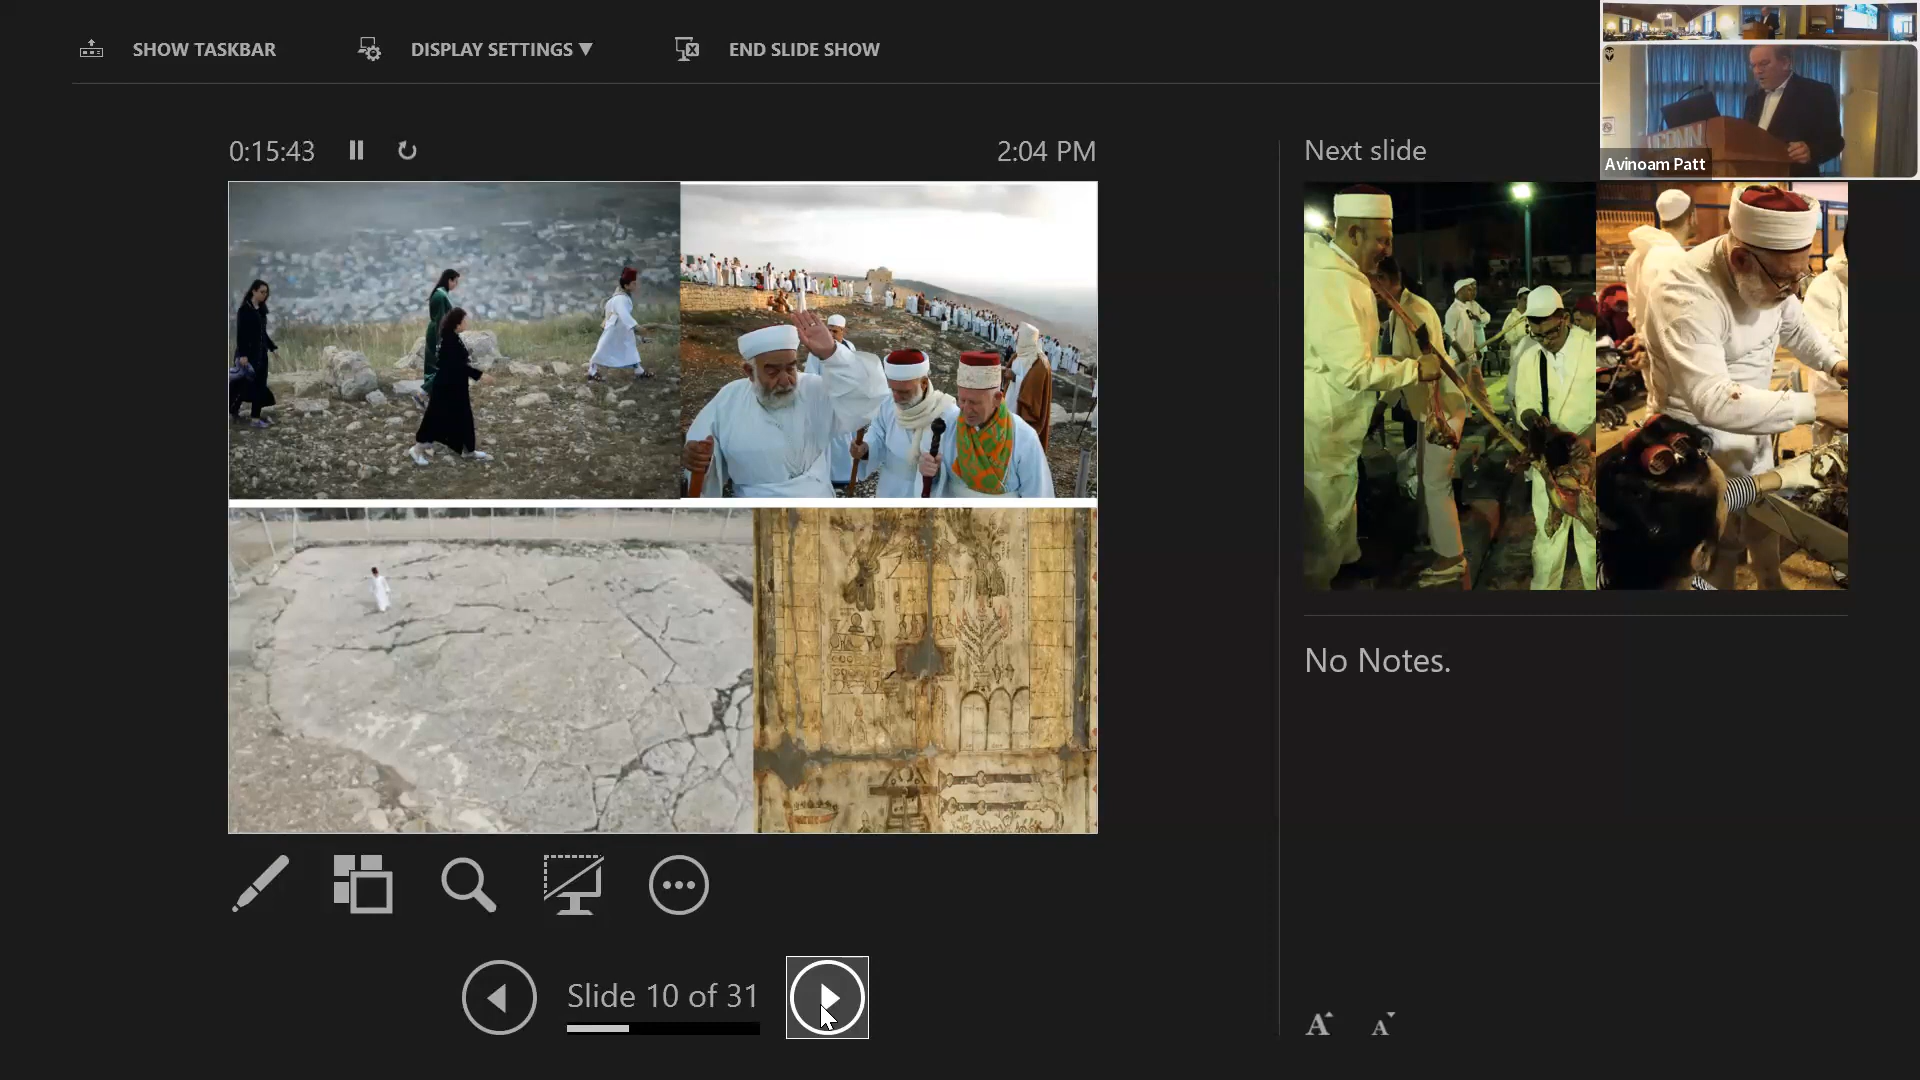 SHOW TASKBAR
DISPLAY SETTINGS ▼
END SLIDE SHOW
0:15:43
2:04 PM
Next slide
UCONN
Avinoam Patt
No Notes.
Slide 10 of 31
A A